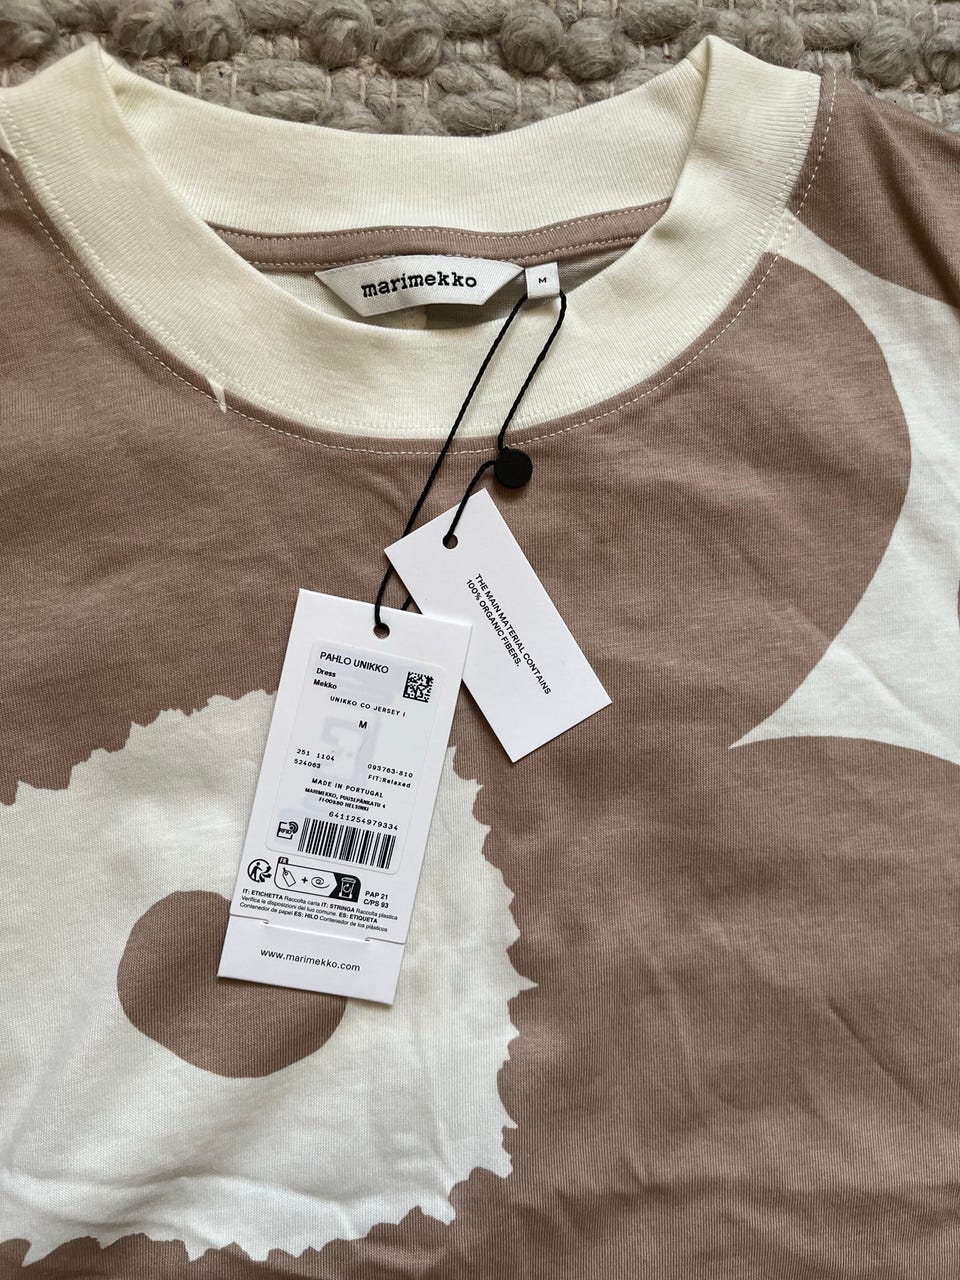 marimekko
M
THE MAIN MATERIAL CONTAINS
100% ORGANIC FIBERS.
PAHLO UNIKKO
Dress
Mekko
UNIKKO CO JERSEY I
M
251 1104 093763-810
524063 FIT:Relaxed
MADE IN PORTUGAL
MARIMEKKO, PUUSEPÄNKATU 4
FI-00880 HELSINKI
6411254979334
RFID
FR
+
PAP 21
C/PS 93
IT: ETICHETTA Raccolta carta IT: STRINGA Raccolta plastica
Verifica le disposizioni del tuo comune. ES: ETIQUETA
Contenedor de papel ES: HILO Contenedor de los plásticos
www.marimekko.com